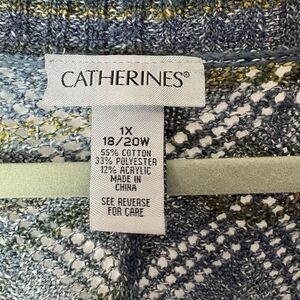 CATHERINES®
1X
18/20W
55% COTTON
33% POLYESTER
12% ACRYLIC
MADE IN
CHINA
SEE REVERSE
FOR CARE